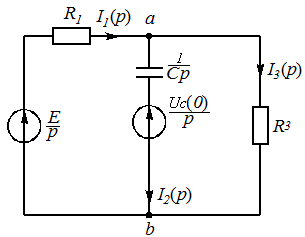 R1 I1(p) a
1/Cp
I3(p)
E/p
Uc(0)/p
R3
I2(p)
b